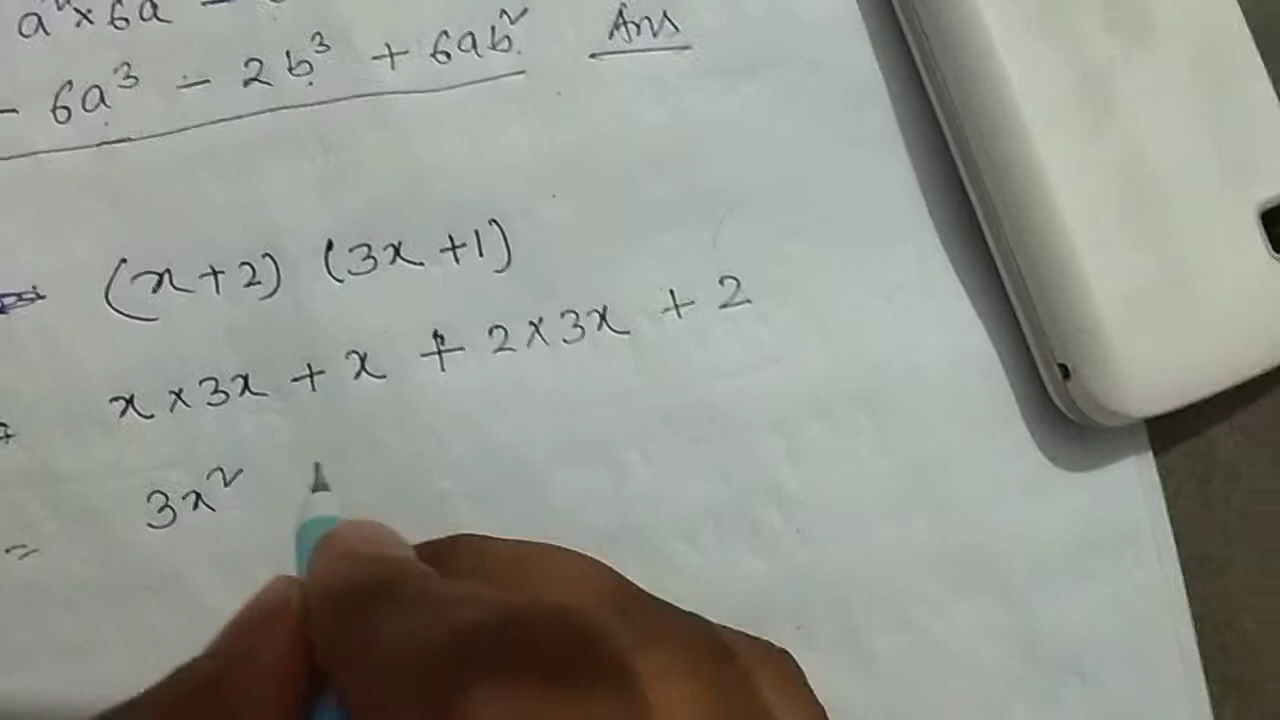 a² × 6a -
- 6a³ - 2b³ + 6ab² Ans
(x+2) (3x+1)
x × 3x + x + 2 × 3x + 2
= 3x²